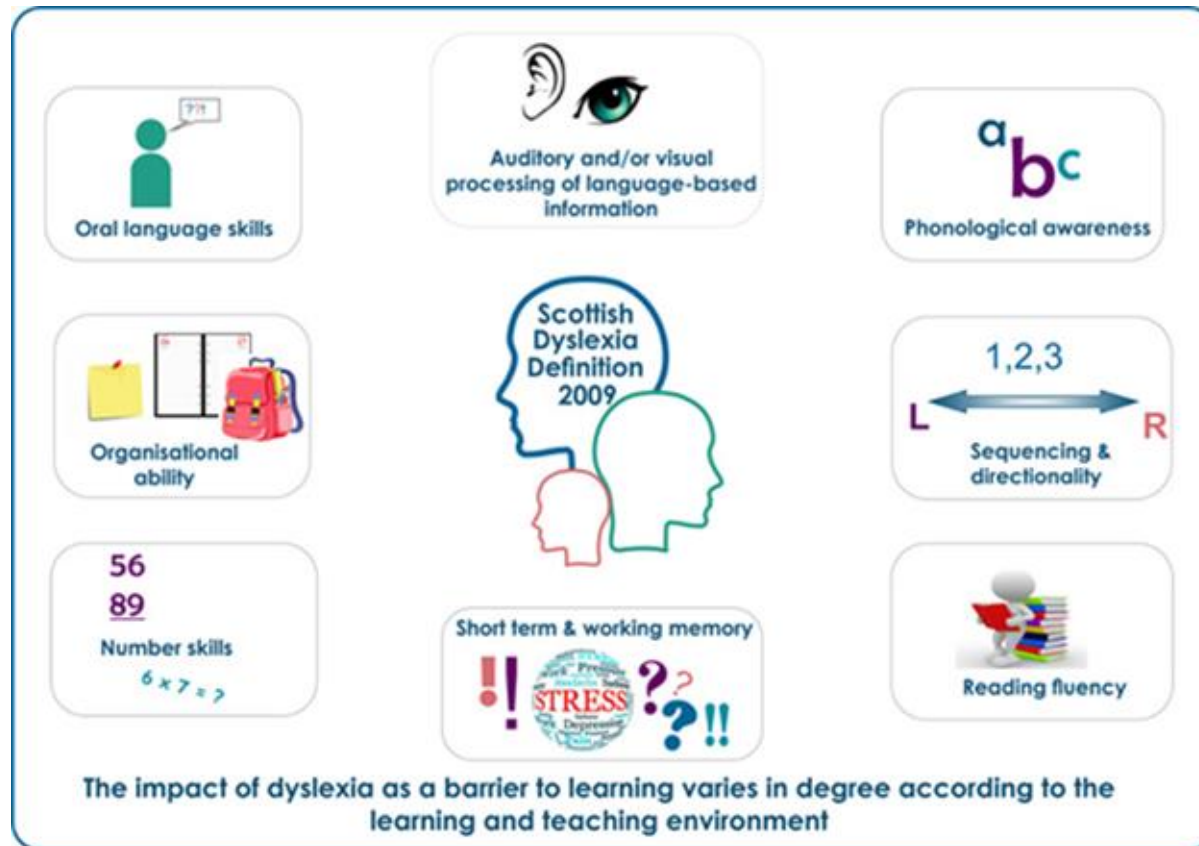 ??!
Oral language skills
Auditory and/or visual
processing of language-based
information
a b c
Phonological awareness
Scottish
Dyslexia
Definition
2009
Organisational
ability
1,2,3
L R
Sequencing &
directionality
56
89
Number skills
6 x 7 = ?
Short term & working memory
!! STRESS ??? !!
Depression
Reading fluency
The impact of dyslexia as a barrier to learning varies in degree according to the
learning and teaching environment